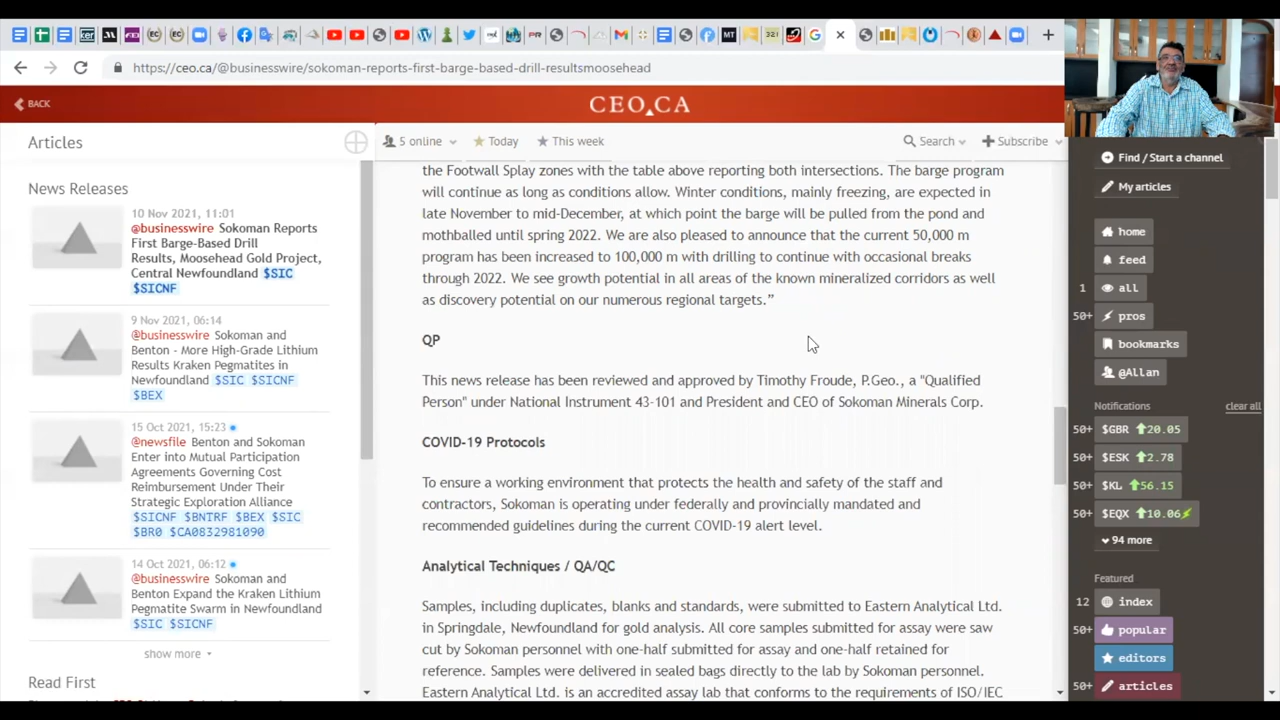 https://ceo.ca/@businesswire/sokoman-reports-first-barge-based-drill-resultsmoosehead
BACK
CEO.CA
Articles
5 online
Today
This week
Search
Subscribe
News Releases
10 Nov 2021, 11:01
@businesswire Sokoman Reports
First Barge-Based Drill
Results, Moosehead Gold Project,
Central Newfoundland $SIC
$SICNF
9 Nov 2021, 06:14
@businesswire Sokoman and
Benton - More High-Grade Lithium
Results Kraken Pegmatites in
Newfoundland $SIC $SICNF
$BEX
15 Oct 2021, 15:23
@newsfile Benton and Sokoman
Enter into Mutual Participation
Agreements Governing Cost
Reimbursement Under Their
Strategic Exploration Alliance
$SICNF $BNTRF $BEX $SIC
$BR0 $CA0832981090
14 Oct 2021, 06:12
@businesswire Sokoman and
Benton Expand the Kraken Lithium
Pegmatite Swarm in Newfoundland
$SIC $SICNF
show more
Read First
the Footwall Splay zones with the table above reporting both intersections. The barge program
will continue as long as conditions allow. Winter conditions, mainly freezing, are expected in
late November to mid-December, at which point the barge will be pulled from the pond and
mothballed until spring 2022. We are also pleased to announce that the current 50,000 m
program has been increased to 100,000 m with drilling to continue with occasional breaks
through 2022. We see growth potential in all areas of the known mineralized corridors as well
as discovery potential on our numerous regional targets.”
QP
This news release has been reviewed and approved by Timothy Froude, P.Geo., a "Qualified
Person" under National Instrument 43-101 and President and CEO of Sokoman Minerals Corp.
COVID-19 Protocols
To ensure a working environment that protects the health and safety of the staff and
contractors, Sokoman is operating under federally and provincially mandated and
recommended guidelines during the current COVID-19 alert level.
Analytical Techniques / QA/QC
Samples, including duplicates, blanks and standards, were submitted to Eastern Analytical Ltd.
in Springdale, Newfoundland for gold analysis. All core samples submitted for assay were saw
cut by Sokoman personnel with one-half submitted for assay and one-half retained for
reference. Samples were delivered in sealed bags directly to the lab by Sokoman personnel.
Eastern Analytical Ltd. is an accredited assay lab that conforms to the requirements of ISO/IEC
Find / Start a channel
My articles
home
feed
1 all
50+ pros
bookmarks
@Allan
Notifications clear all
50+ $GBR 20.05
50+ $ESK 2.78
50+ $KL 56.15
50+ $EQX 10.06
94 more
Featured
12 index
50+ popular
editors
50+ articles